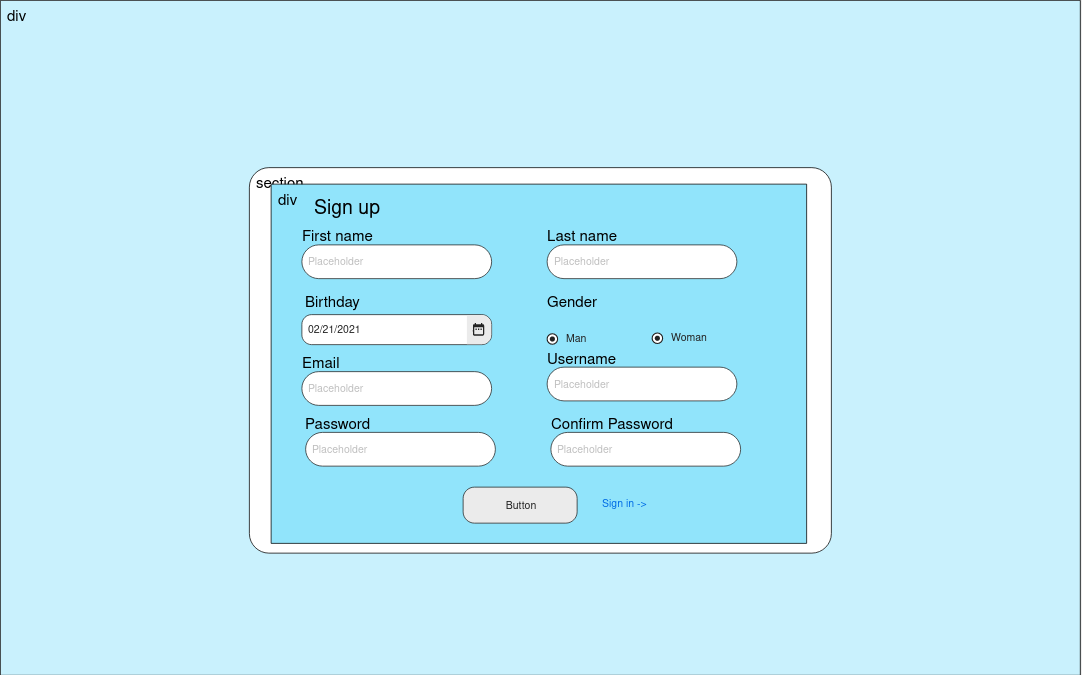 div
section
div
Sign up
First name
Last name
Placeholder
Placeholder
Birthday
Gender
02/21/2021
Man
Woman
Email
Username
Placeholder
Placeholder
Password
Confirm Password
Placeholder
Placeholder
Button
Sign in ->